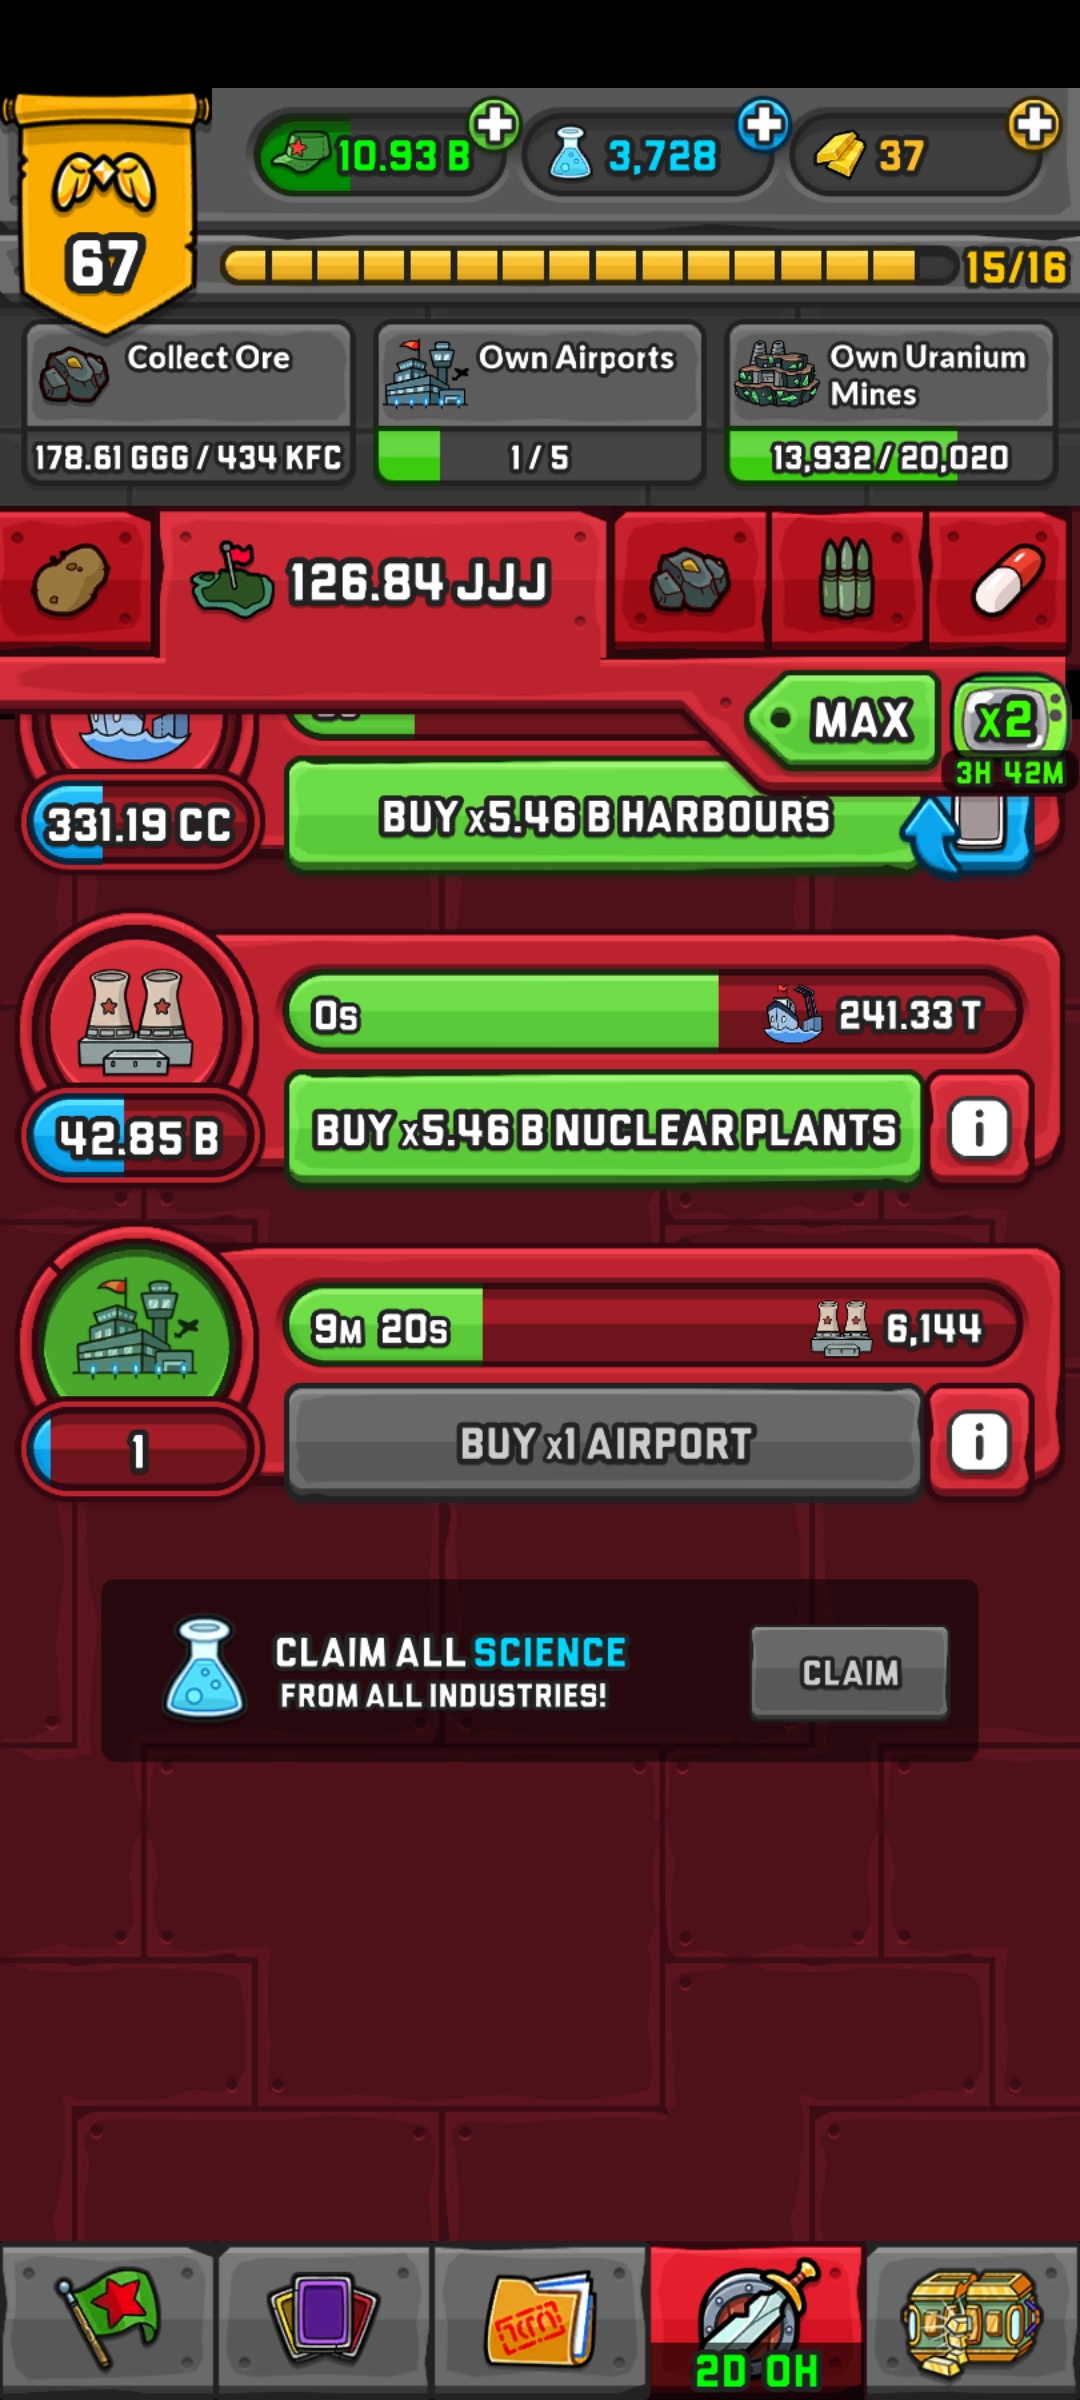 10.93 B
3,728
37
67
15/16
Collect Ore
178.61 GGG / 434 KFC
Own Airports
1 / 5
Own Uranium
Mines
13,932 / 20,020
126.84 JJJ
MAX
x2
3H 42M
331.19 CC
BUY x5.46 B HARBOURS
0s
241.33 T
42.85 B
BUY x5.46 B NUCLEAR PLANTS
i
9M 20s
6,144
1
BUY x1 AIRPORT
i
CLAIM ALL SCIENCE
FROM ALL INDUSTRIES!
CLAIM
2D 0H